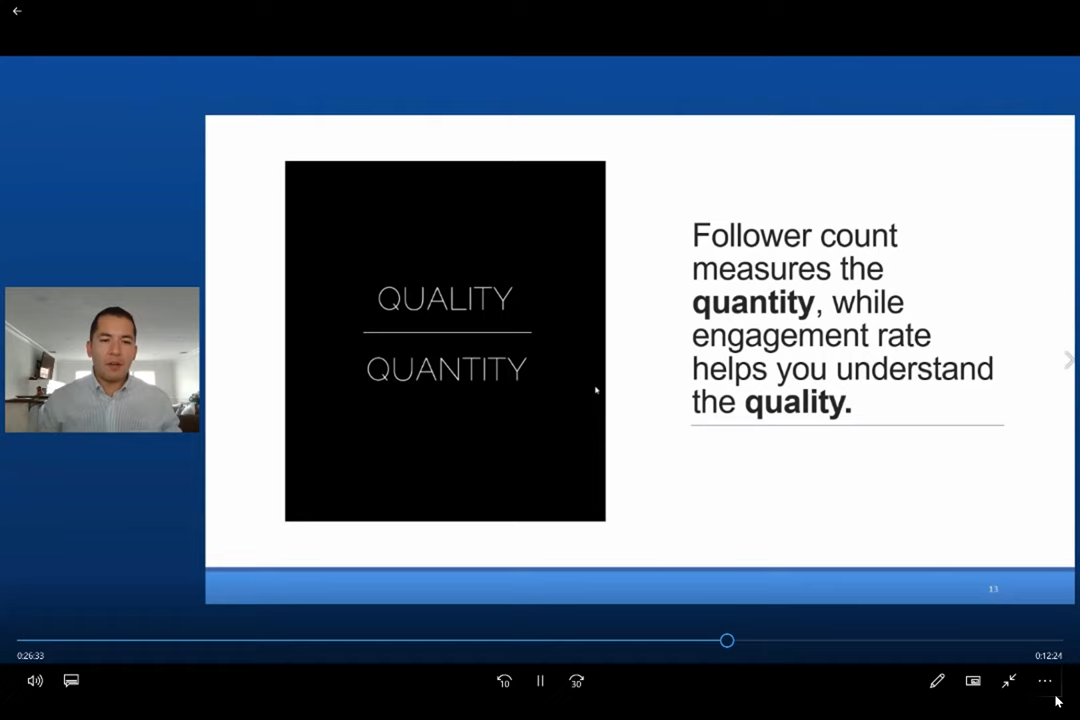 QUALITY
QUANTITY
Follower count
measures the
quantity, while
engagement rate
helps you understand
the quality.
13
0:26:33
0:12:24
10
30